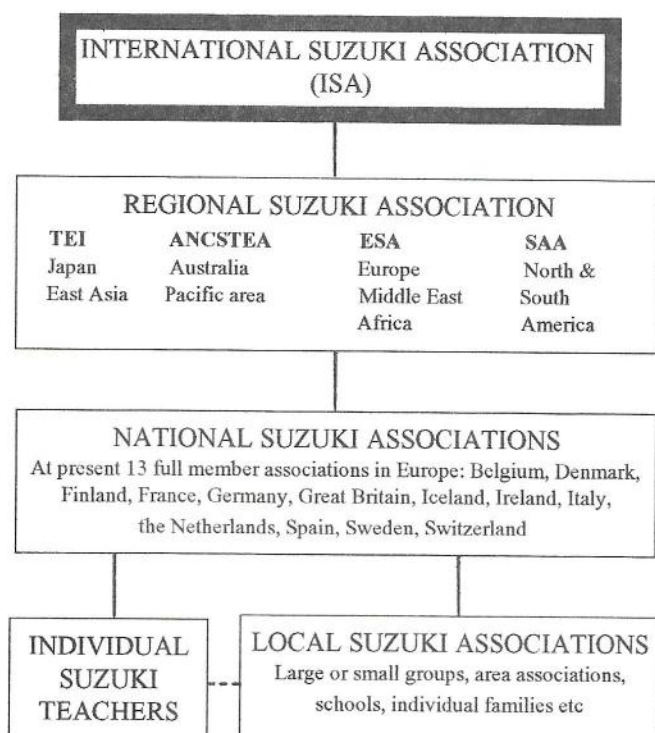 INTERNATIONAL SUZUKI ASSOCIATION
(ISA)
REGIONAL SUZUKI ASSOCIATION
TEI ANCSTEA ESA SAA
Japan Australia Europe North &
East Asia Pacific area Middle East South
Africa America
NATIONAL SUZUKI ASSOCIATIONS
At present 13 full member associations in Europe: Belgium, Denmark,
Finland, France, Germany, Great Britain, Iceland, Ireland, Italy,
the Netherlands, Spain, Sweden, Switzerland
INDIVIDUAL
SUZUKI
TEACHERS
LOCAL SUZUKI ASSOCIATIONS
Large or small groups, area associations,
schools, individual families etc